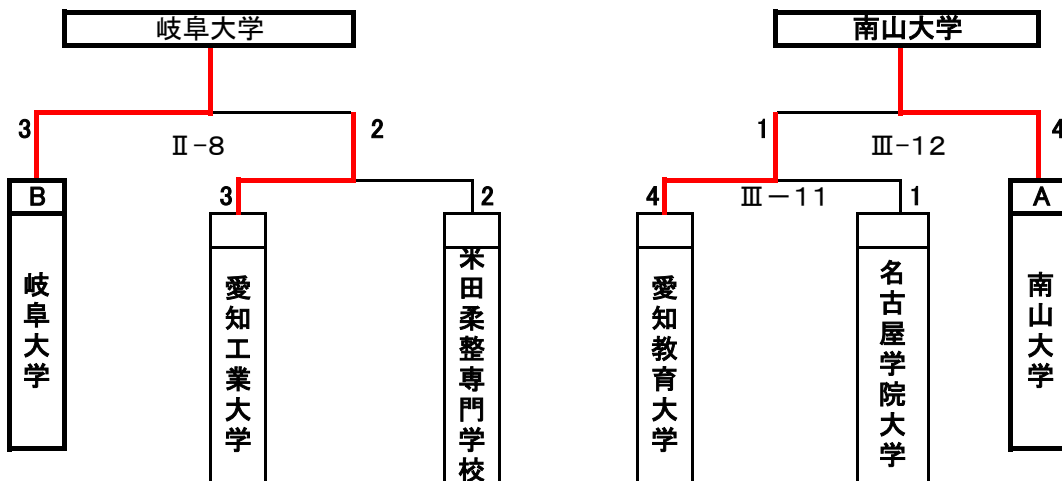 岐阜大学
南山大学
3
2
1
4
Ⅱ-8
Ⅲ-12
B
3
2
4
Ⅲ-11
1
A
岐阜大学
愛知工業大学
米田柔整専門学校
愛知教育大学
名古屋学院大学
南山大学